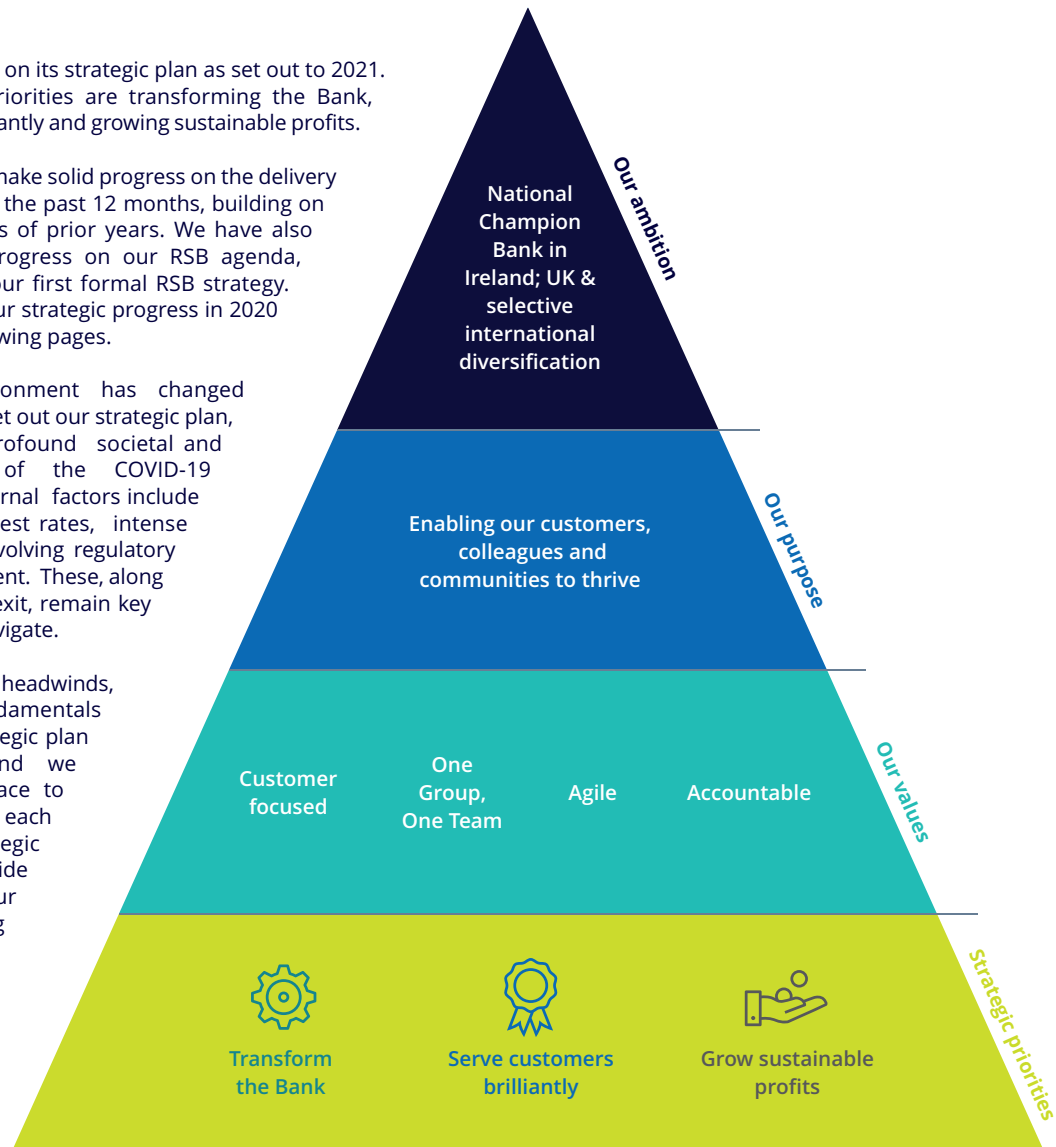 on its strategic plan as set out to 2021.
riorities are transforming the Bank,
antly and growing sustainable profits.
make solid progress on the delivery
the past 12 months, building on
s of prior years. We have also
rogress on our RSB agenda,
our first formal RSB strategy.
ur strategic progress in 2020
wing pages.
onment has changed
et out our strategic plan,
rofound societal and
of the COVID-19
rnal factors include
est rates, intense
volving regulatory
ent. These, along
exit, remain key
vigate.
headwinds,
damentals
egic plan
nd we
ace to
each
egic
ide
ur
g
National
Champion
Bank in
Ireland; UK &
selective
international
diversification
Our ambition
Enabling our customers,
colleagues and
communities to thrive
Our purpose
Customer
focused
One
Group,
One Team
Agile
Accountable
Our values
Transform
the Bank
Serve customers
brilliantly
Grow sustainable
profits
Strategic priorities